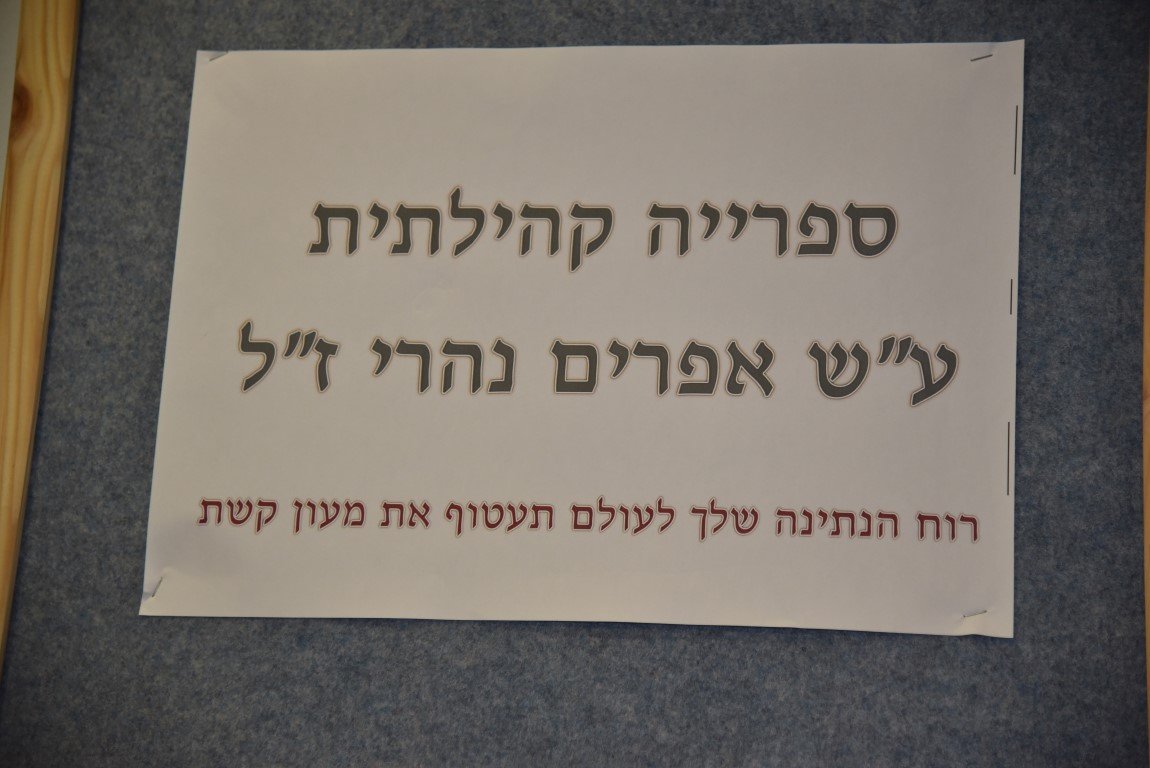 ספרייה קהילתית
ע"ש אפרים נהרי ז"ל
רוח הנתינה שלך לעולם תעטוף את מעון קשת